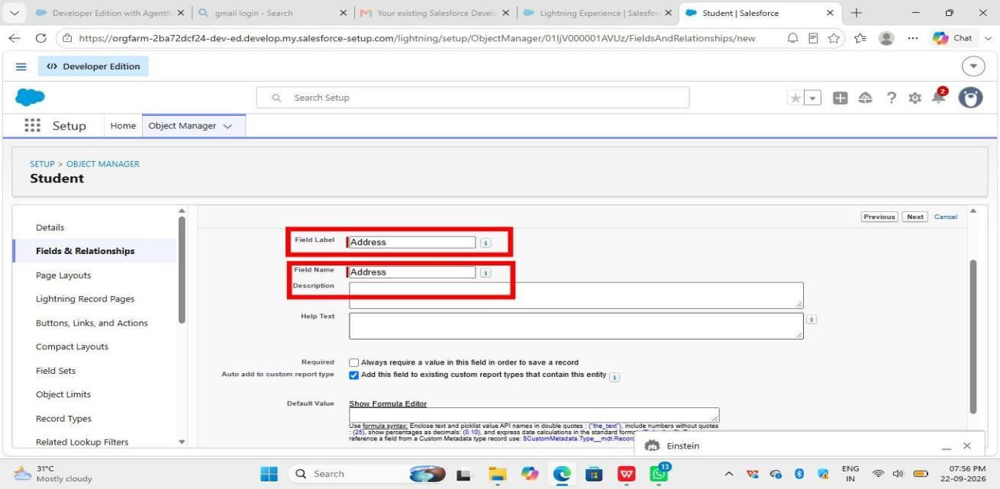 Developer Edition with Agentf
gmail login - Search
Your existing Salesforce Develo
Lightning Experience | Salesfor
Student | Salesforce
https://orgfarm-2ba72dcf24-dev-ed.develop.my.salesforce-setup.com/lightning/setup/ObjectManager/01IjV000001AVUz/FieldsAndRelationships/new
Chat
Developer Edition
Search Setup
2
Setup
Home
Object Manager
SETUP > OBJECT MANAGER
Student
Details
Fields & Relationships
Page Layouts
Lightning Record Pages
Buttons, Links, and Actions
Compact Layouts
Field Sets
Object Limits
Record Types
Related Lookup Filters
Previous Next Cancel
Field Label Address
Field Name Address
Description
Help Text
Required Always require a value in this field in order to save a record
Auto add to custom report type Add this field to existing custom report types that contain this entity
Default Value Show Formula Editor
Use formula syntax: Enclose text and picklist value API names in double quotes : ("the_text"), include numbers without quotes
: (25), show percentages as decimals: (0.10), and express date calculations in the standard
reference a field from a Custom Metadata type record use: $CustomMetadata.Type__mdt.Record
Einstein
31°C
Mostly cloudy
Search
13
ENG
IN
07:56 PM
22-09-2026